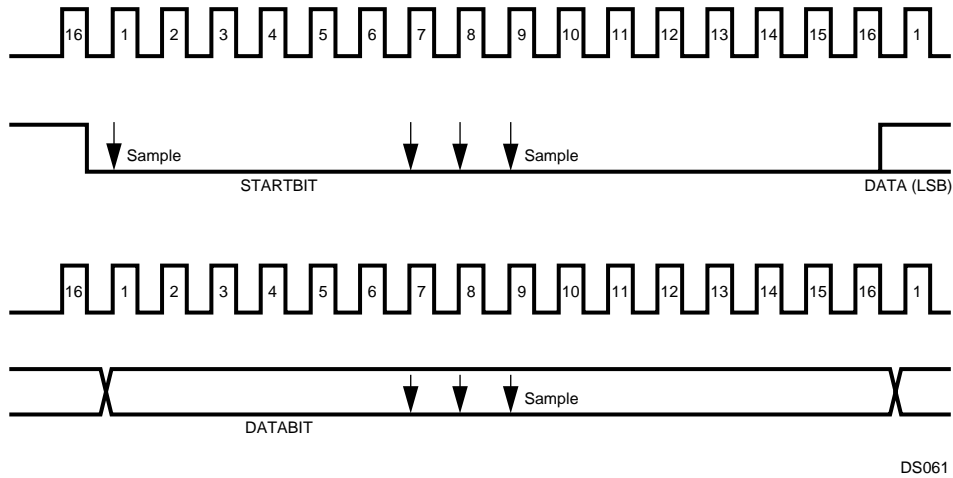 16 1 2 3 4 5 6 7 8 9 10 11 12 13 14 15 16 1
Sample Sample
STARTBIT DATA (LSB)
16 1 2 3 4 5 6 7 8 9 10 11 12 13 14 15 16 1
Sample
DATABIT
DS061